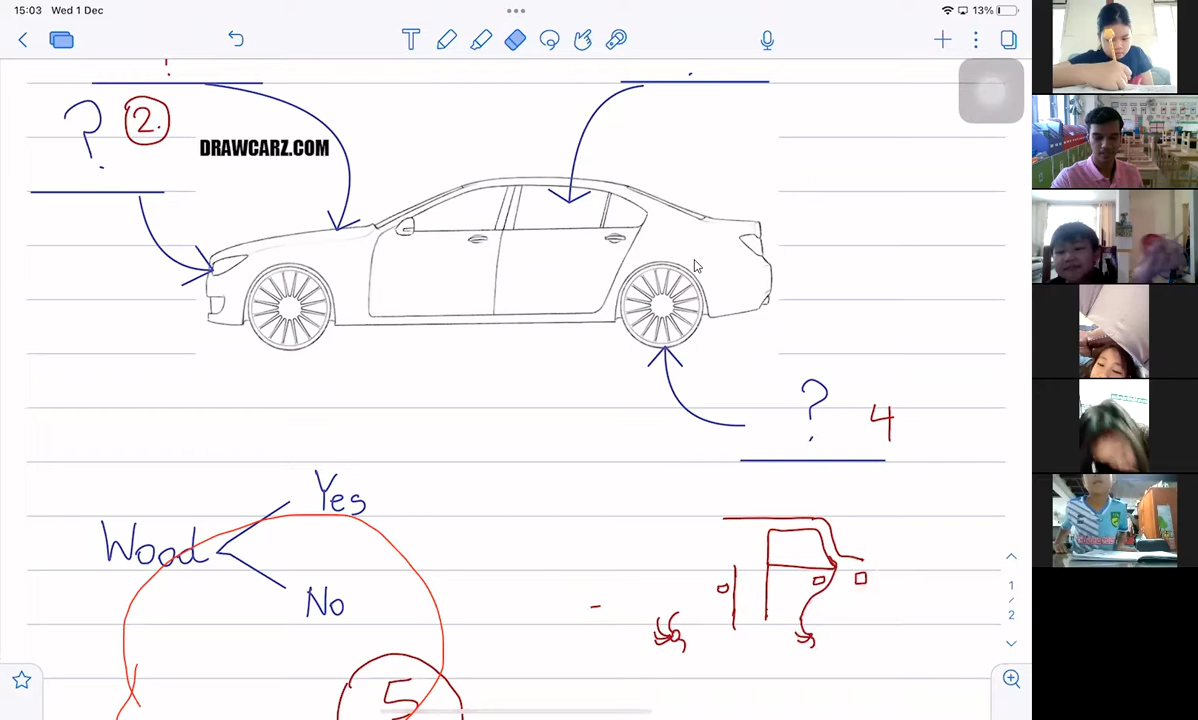 15:03 Wed 1 Dec
13%
T
?
? 2.
DRAWCARZ.COM
? 4
Yes
Wood
No
5
1
/
2